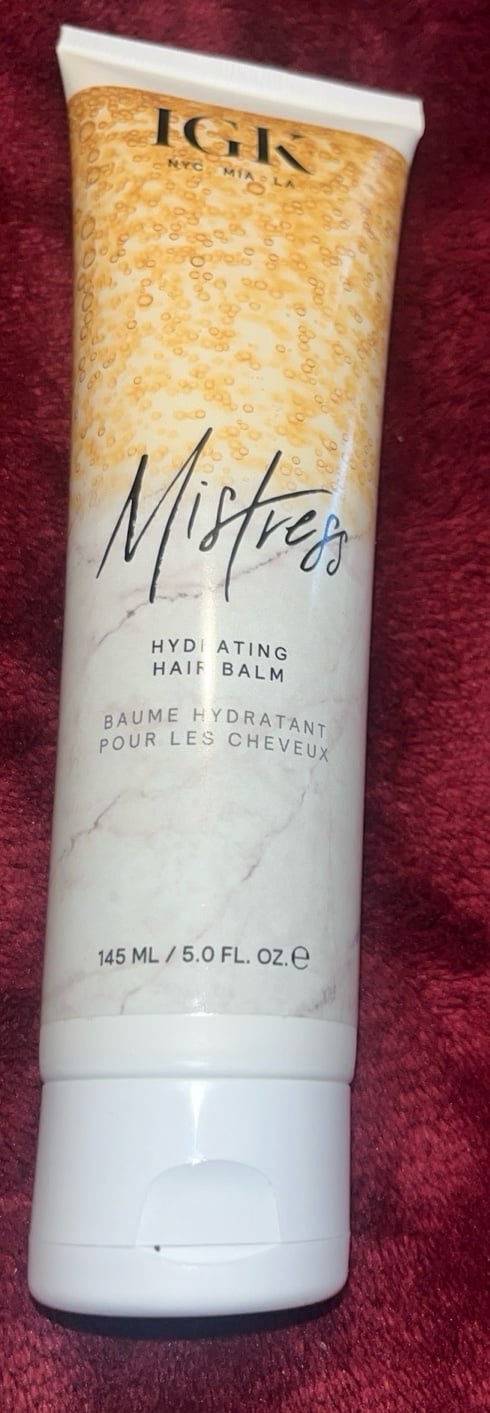 IGK
NYC MIA LA
Mistress
HYDRATING
HAIR BALM
BAUME HYDRATANT
POUR LES CHEVEUX
145 ML / 5.0 FL. OZ.℮